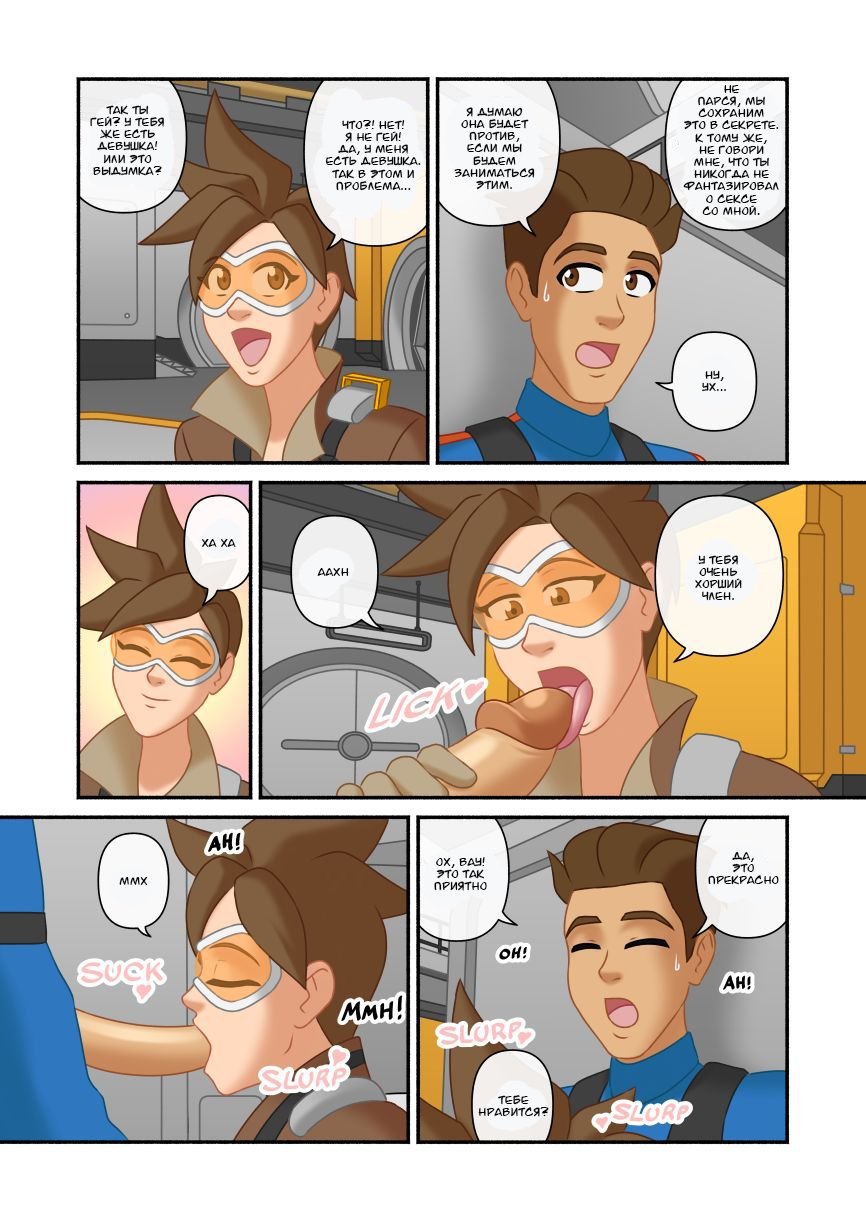 ТАК ТЫ
ГЕЙ? У ТЕБЯ
ЖЕ ЕСТЬ
ДЕВУШКА!
ИЛИ ЭТО
ВЫДУМКА?
ЧТО?! НЕТ!
Я НЕ ГЕЙ!
ДА, У МЕНЯ
ЕСТЬ ДЕВУШКА.
ТАК В ЭТОМ И
ПРОБЛЕМА...
Я ДУМАЮ
ОНА БУДЕТ
ПРОТИВ,
ЕСЛИ МЫ
БУДЕМ
ЗАНИМАТЬСЯ
ЭТИМ.
НЕ
ПАРСЯ, МЫ
СОХРАНИМ
ЭТО В СЕКРЕТЕ.
К ТОМУ ЖЕ,
НЕ ГОВОРИ
МНЕ, ЧТО ТЫ
НИКОГДА НЕ
ФАНТАЗИРОВАЛ
О СЕКСЕ
СО МНОЙ.
НУ,
УХ...
ХА ХА
ААХН
У ТЕБЯ
ОЧЕНЬ
ХОРШИЙ
ЧЛЕН.
LICK
ММХ
AH!
SUCK
MMH!
SLURP
ОХ, ВАУ!
ЭТО ТАК
ПРИЯТНО
ДА,
ЭТО
ПРЕКРАСНО
OH!
AH!
SLURP
ТЕБЕ
НРАВИТСЯ?
SLURP